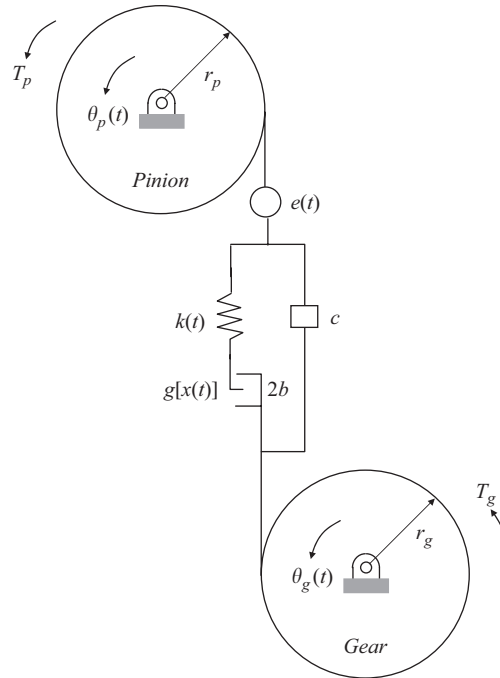 T_p
r_p
θ_p(t)
Pinion
e(t)
k(t)
c
g[x(t)]
2b
T_g
r_g
θ_g(t)
Gear